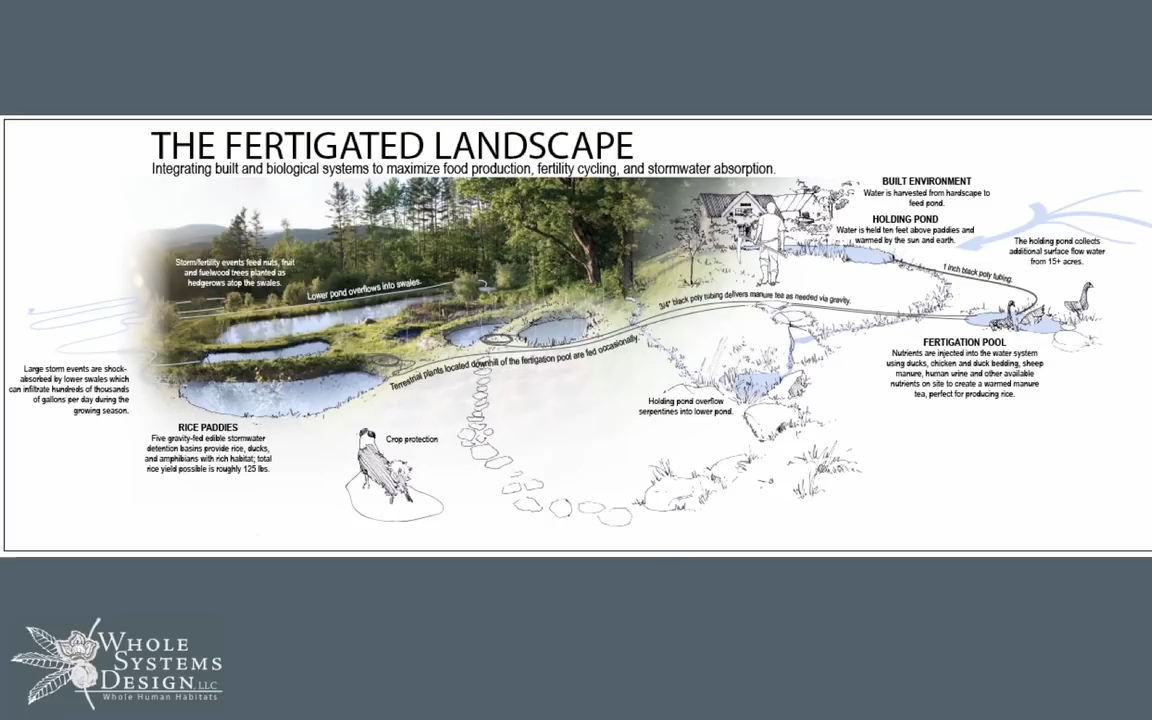 THE FERTIGATED LANDSCAPE
Integrating built and biological systems to maximize food production, fertility cycling, and stormwater absorption.
BUILT ENVIRONMENT
Water is harvested from hardscape to
feed pond.
HOLDING POND
Water is held ten feet above paddies and
warmed by the sun and earth.
The holding pond collects
additional surface flow water
from 15+ acres.
1 inch black poly tubing.
Storm/fertility events feed nuts, fruit
and fuelwood trees planted as
hedgerows atop the swales.
Lower pond overflows into swales.
3/4" black poly tubing delivers manure tea as needed via gravity.
Terrestrial plants located downhill of the fertigation pool are fed occasionally.
FERTIGATION POOL
Nutrients are injected into the water system
using ducks, chicken and duck bedding, sheep
manure, human urine and other available
nutrients on site to create a warmed manure
tea, perfect for producing rice.
Large storm events are shock-
absorbed by lower swales which
can infiltrate hundreds of thousands
of gallons per day during the
growing season.
Holding pond overflow
serpentines into lower pond.
RICE PADDIES
Five gravity-fed edible stormwater
detention basins provide rice, ducks,
and amphibians with rich habitat; total
rice yield possible is roughly 125 lbs.
Crop protection
WHOLE
SYSTEMS
DESIGN, LLC
Whole Human Habitats